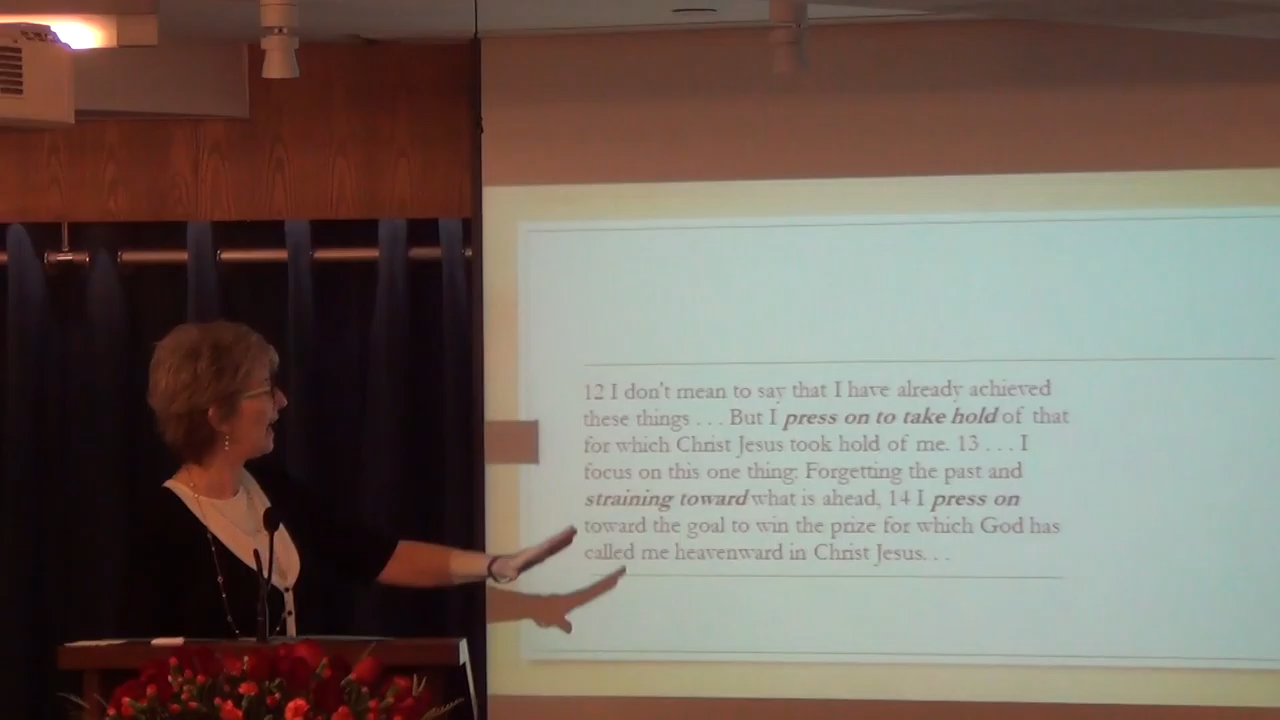 12 I don't mean to say that I have already achieved
these things . . . But I press on to take hold of that
for which Christ Jesus took hold of me. 13 . . . I
focus on this one thing: Forgetting the past and
straining toward what is ahead, 14 I press on
toward the goal to win the prize for which God has
called me heavenward in Christ Jesus. . .